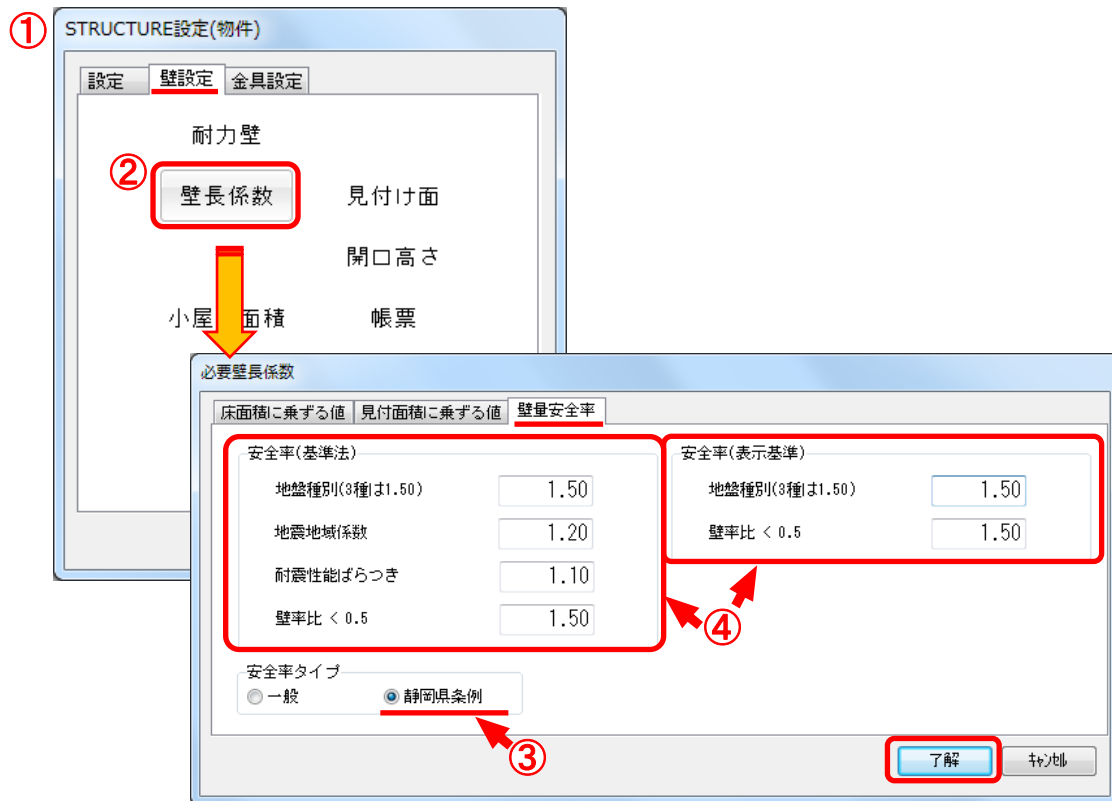 ①
STRUCTURE設定(物件)
設定 壁設定 金具設定
耐力壁
②
壁長係数 見付け面
開口高さ
小屋 面積 帳票
必要壁長係数
床面積に乗ずる値 見付面積に乗ずる値 壁量安全率
安全率(基準法)
地盤種別(3種は1.50) 1.50
地震地域係数 1.20
耐震性能ばらつき 1.10
壁率比 < 0.5 1.50
安全率(表示基準)
地盤種別(3種は1.50) 1.50
壁率比 < 0.5 1.50
④
安全率タイプ
一般 静岡県条例
③
了解 キャンセル